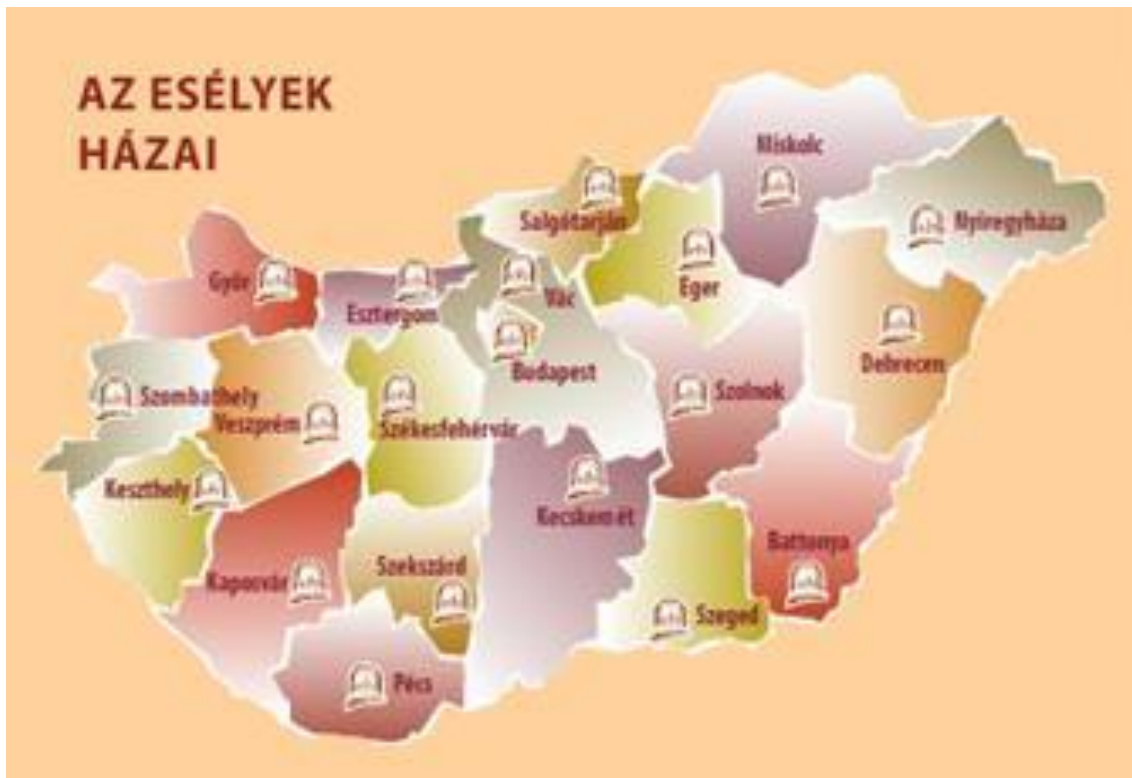 AZ ESÉLYEK
HÁZAI
Miskolc
Salgótarján
Nyíregyháza
Győr
Eger
Vác
Esztergom
Debrecen
Budapest
Szombathely
Szolnok
Veszprém
Székesfehérvár
Keszthely
Kecskemét
Battonya
Szekszárd
Kaposvár
Szeged
Pécs